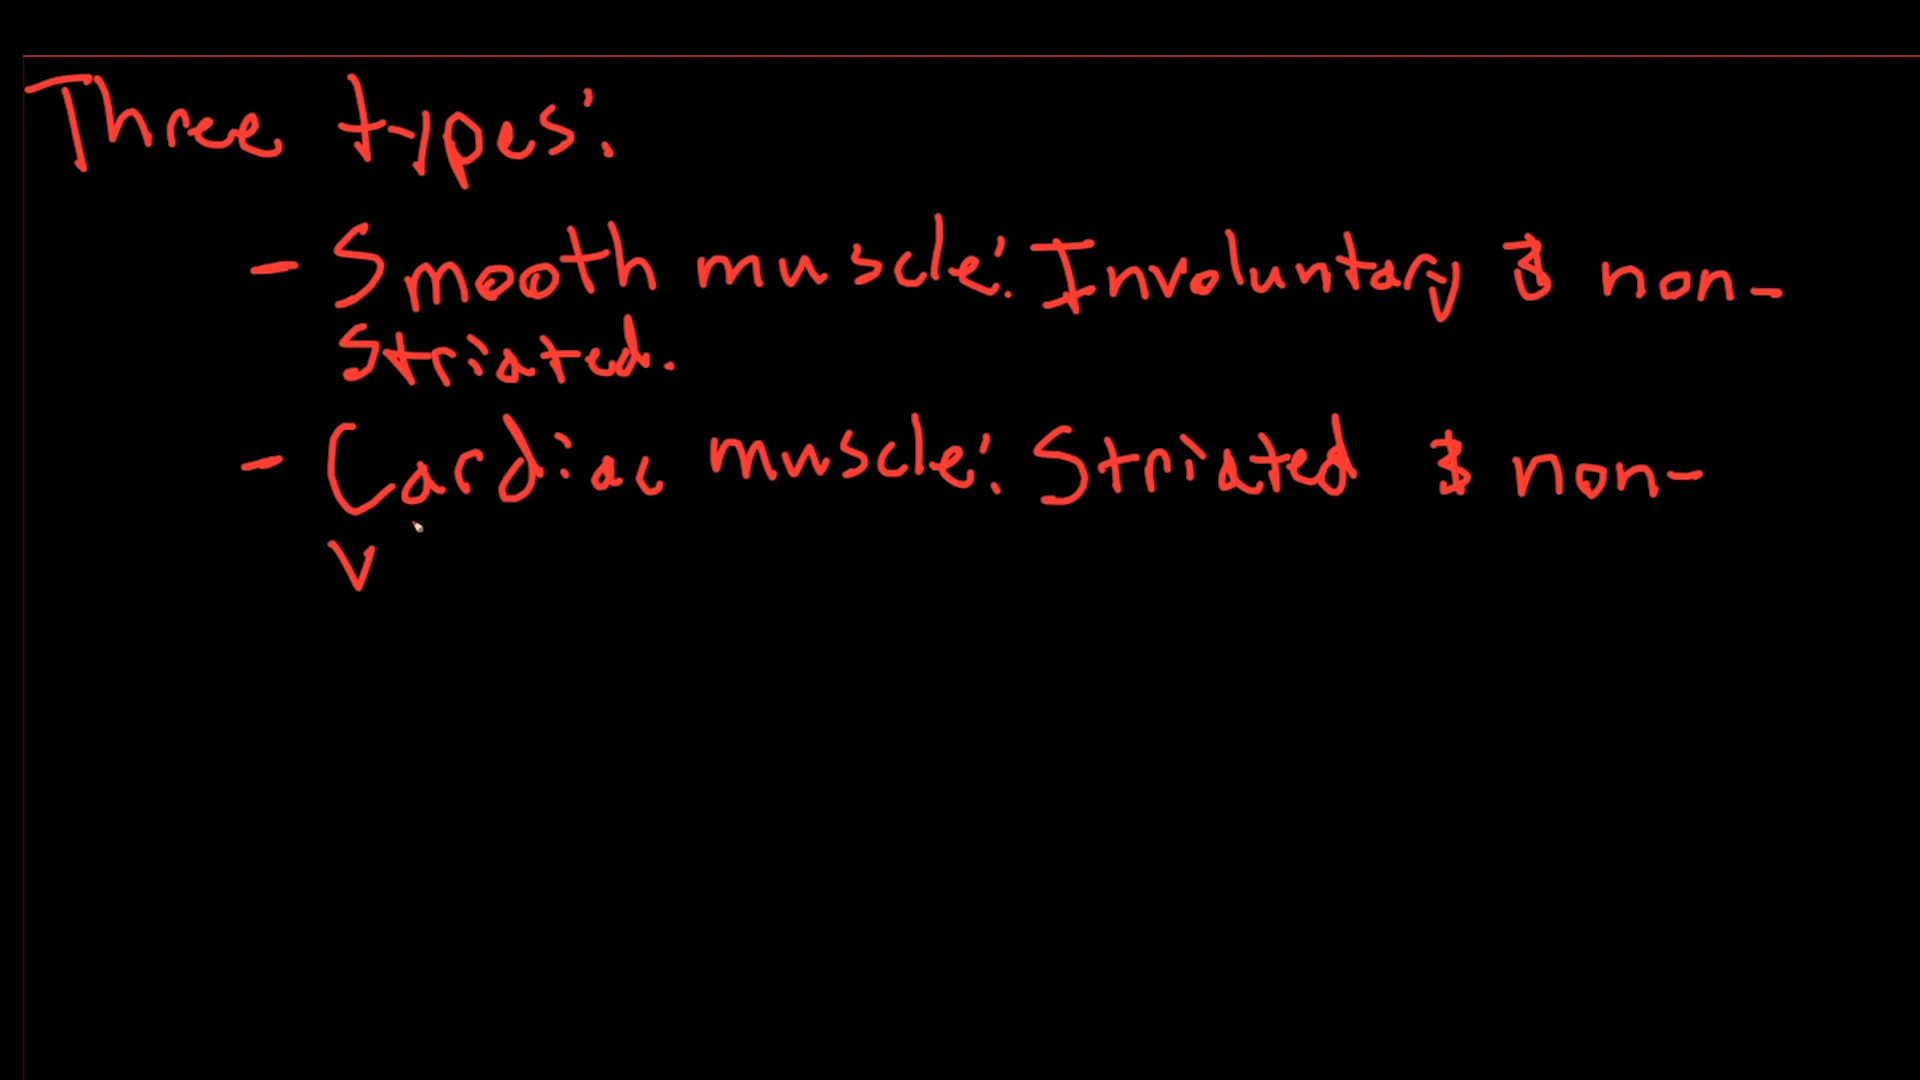 Three types:
- Smooth muscle: Involuntary & non-
striated.
- Cardiac muscle: Striated & non-
v